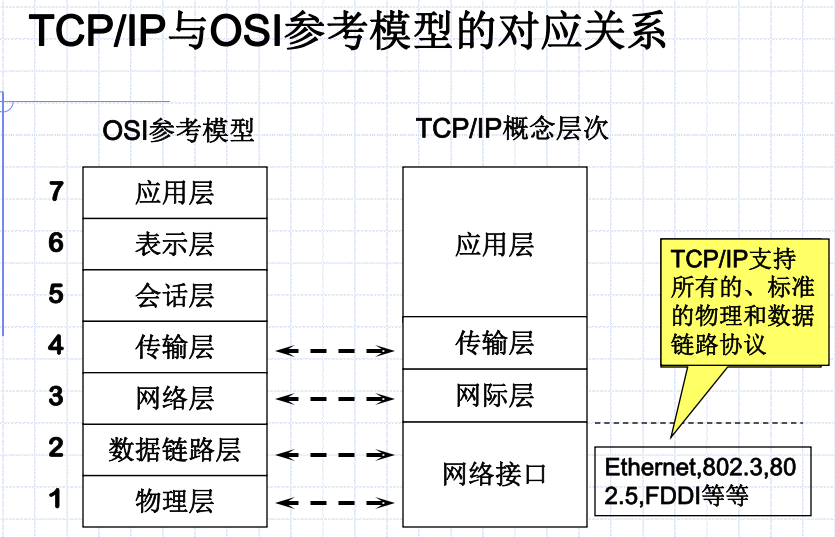 TCP/IP与OSI参考模型的对应关系
OSI参考模型
TCP/IP概念层次
7
应用层
6
表示层
5
会话层
4
传输层
3
网络层
2
数据链路层
1
物理层
应用层
传输层
网际层
网络接口
TCP/IP支持
所有的、标准
的物理和数据
链路协议
Ethernet,802.3,80
2.5,FDDI等等